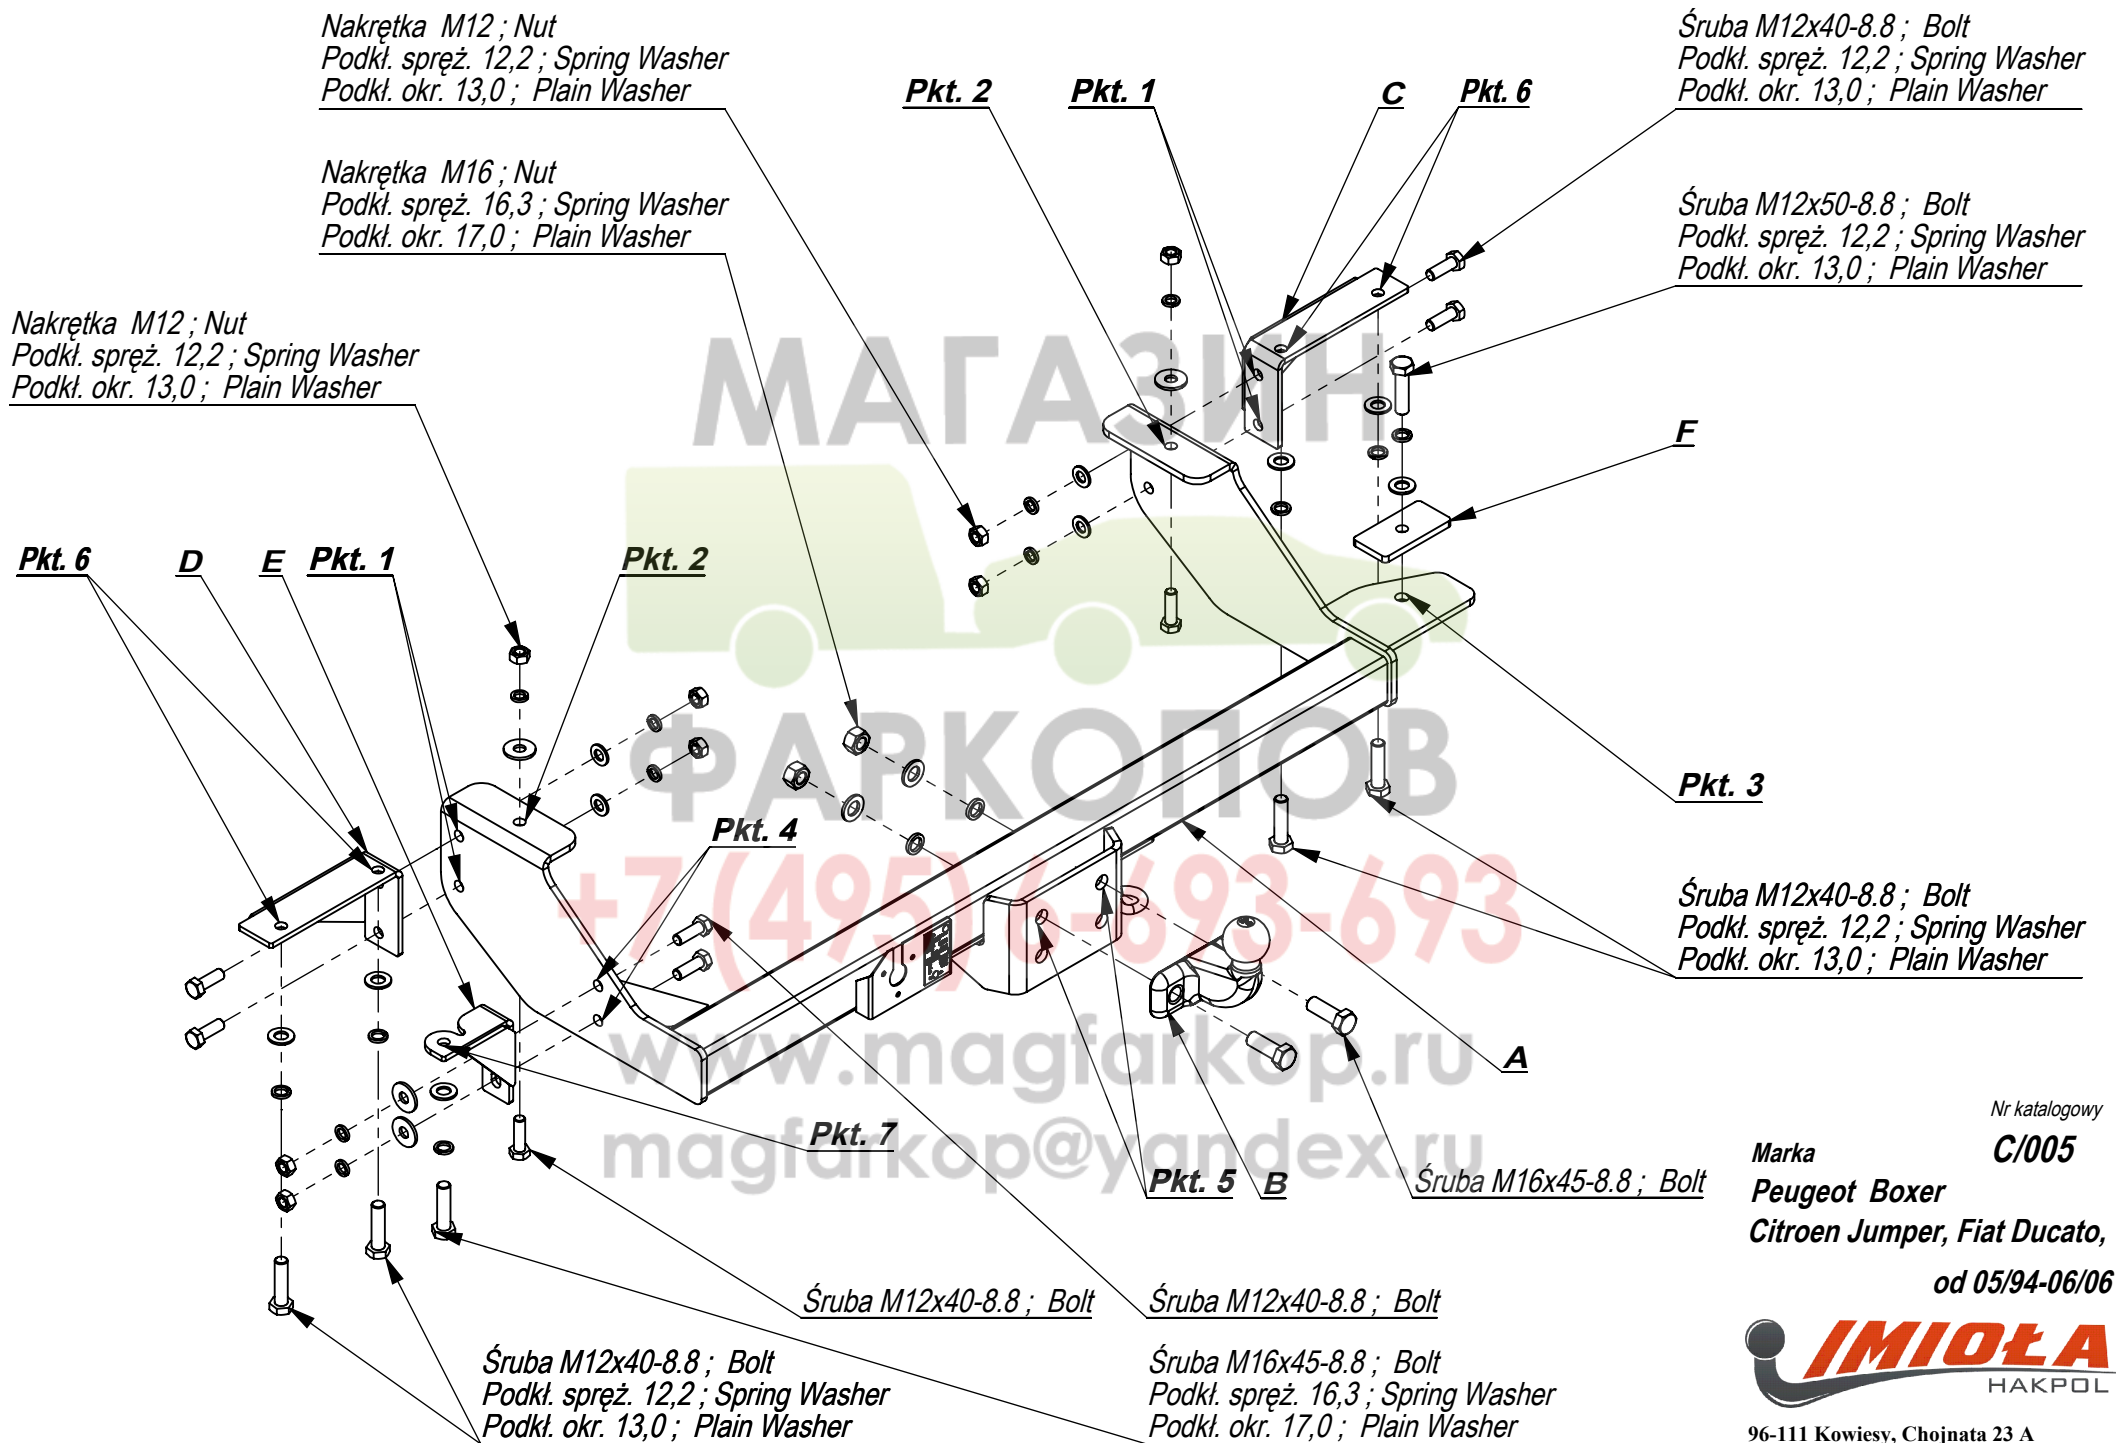 Nakrętka M12 ; Nut
Podkł. spręż. 12,2 ; Spring Washer
Podkł. okr. 13,0 ; Plain Washer
Śruba M12x40-8.8 ; Bolt
Podkł. spręż. 12,2 ; Spring Washer
Podkł. okr. 13,0 ; Plain Washer
Pkt. 2
Pkt. 1
C
Pkt. 6
Nakrętka M16 ; Nut
Podkł. spręż. 16,3 ; Spring Washer
Podkł. okr. 17,0 ; Plain Washer
Śruba M12x50-8.8 ; Bolt
Podkł. spręż. 12,2 ; Spring Washer
Podkł. okr. 13,0 ; Plain Washer
Nakrętka M12 ; Nut
Podkł. spręż. 12,2 ; Spring Washer
Podkł. okr. 13,0 ; Plain Washer
МАГАЗИН
F
Pkt. 6
D
E
Pkt. 1
Pkt. 2
ФАРКОПОВ
Pkt. 3
Pkt. 4
+7(495) 6-693-693
Śruba M12x40-8.8 ; Bolt
Podkł. spręż. 12,2 ; Spring Washer
Podkł. okr. 13,0 ; Plain Washer
www.magfarkop.ru
A
magfarkop@yandex.ru
Pkt. 7
Pkt. 5
B
Śruba M16x45-8.8 ; Bolt
Nr katalogowy
Marka
C/005
Peugeot Boxer
Citroen Jumper, Fiat Ducato,
od 05/94-06/06
Śruba M12x40-8.8 ; Bolt
Śruba M12x40-8.8 ; Bolt
Śruba M12x40-8.8 ; Bolt
Podkł. spręż. 12,2 ; Spring Washer
Podkł. okr. 13,0 ; Plain Washer
Śruba M16x45-8.8 ; Bolt
Podkł. spręż. 16,3 ; Spring Washer
Podkł. okr. 17,0 ; Plain Washer
IMIOŁA
HAKPOL
96-111 Kowiesy, Chojnata 23 A